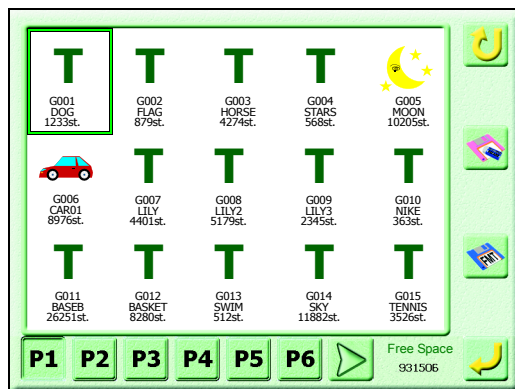 T T T T
G001 G002 G003 G004 G005
DOG FLAG HORSE STARS MOON
1233st. 879st. 4274st. 568st. 10205st.
T T T T
G006 G007 G008 G009 G010
CAR01 LILY LILY2 LILY3 NIKE
8976st. 4401st. 5179st. 2345st. 363st.
FMT
T T T T T
G011 G012 G013 G014 G015
BASEB BASKET SWIM SKY TENNIS
26251st. 8280st. 512st. 11882st. 3526st.
P1 P2 P3 P4 P5 P6 Free Space
931506